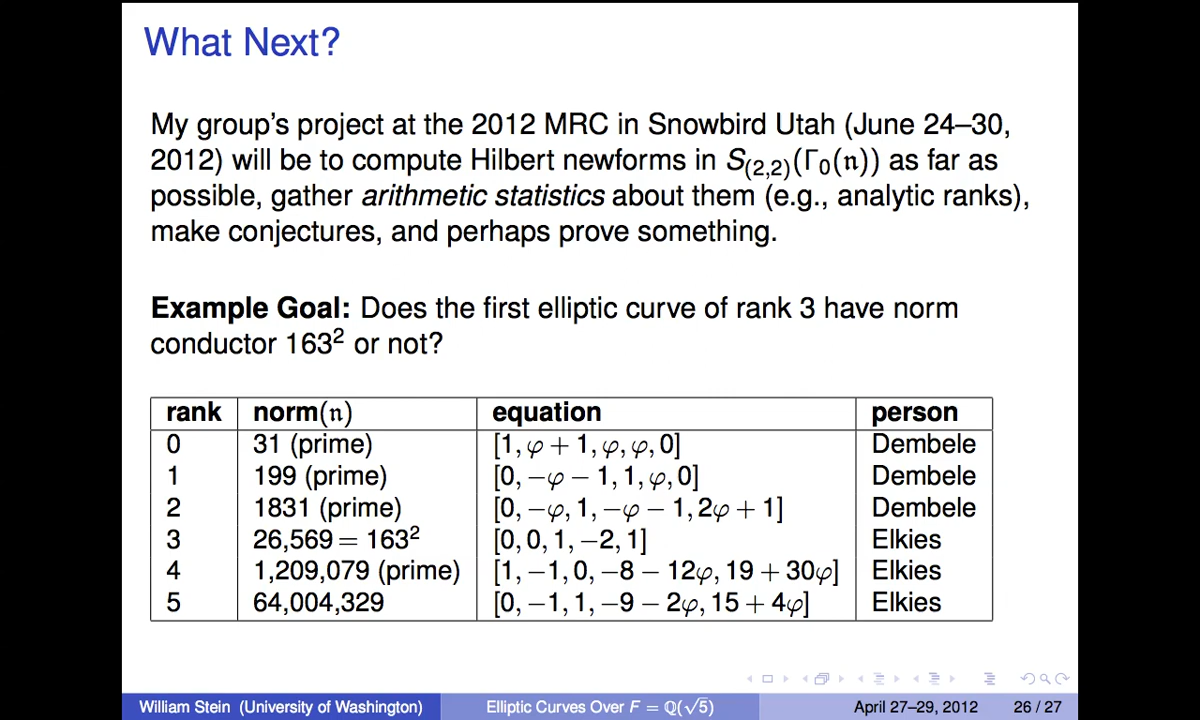 What Next?
My group's project at the 2012 MRC in Snowbird Utah (June 24–30,
2012) will be to compute Hilbert newforms in S₍₂,₂₎(Γ₀(𝔫)) as far as
possible, gather arithmetic statistics about them (e.g., analytic ranks),
make conjectures, and perhaps prove something.
Example Goal: Does the first elliptic curve of rank 3 have norm
conductor 163² or not?
rank norm(𝔫) equation person
0 31 (prime) [1, φ + 1, φ, φ, 0] Dembele
1 199 (prime) [0, −φ − 1, 1, φ, 0] Dembele
2 1831 (prime) [0, −φ, 1, −φ − 1, 2φ + 1] Dembele
3 26,569 = 163² [0, 0, 1, −2, 1] Elkies
4 1,209,079 (prime) [1, −1, 0, −8 − 12φ, 19 + 30φ] Elkies
5 64,004,329 [0, −1, 1, −9 − 2φ, 15 + 4φ] Elkies
William Stein (University of Washington) Elliptic Curves Over F = ℚ(√5) April 27–29, 2012 26 / 27